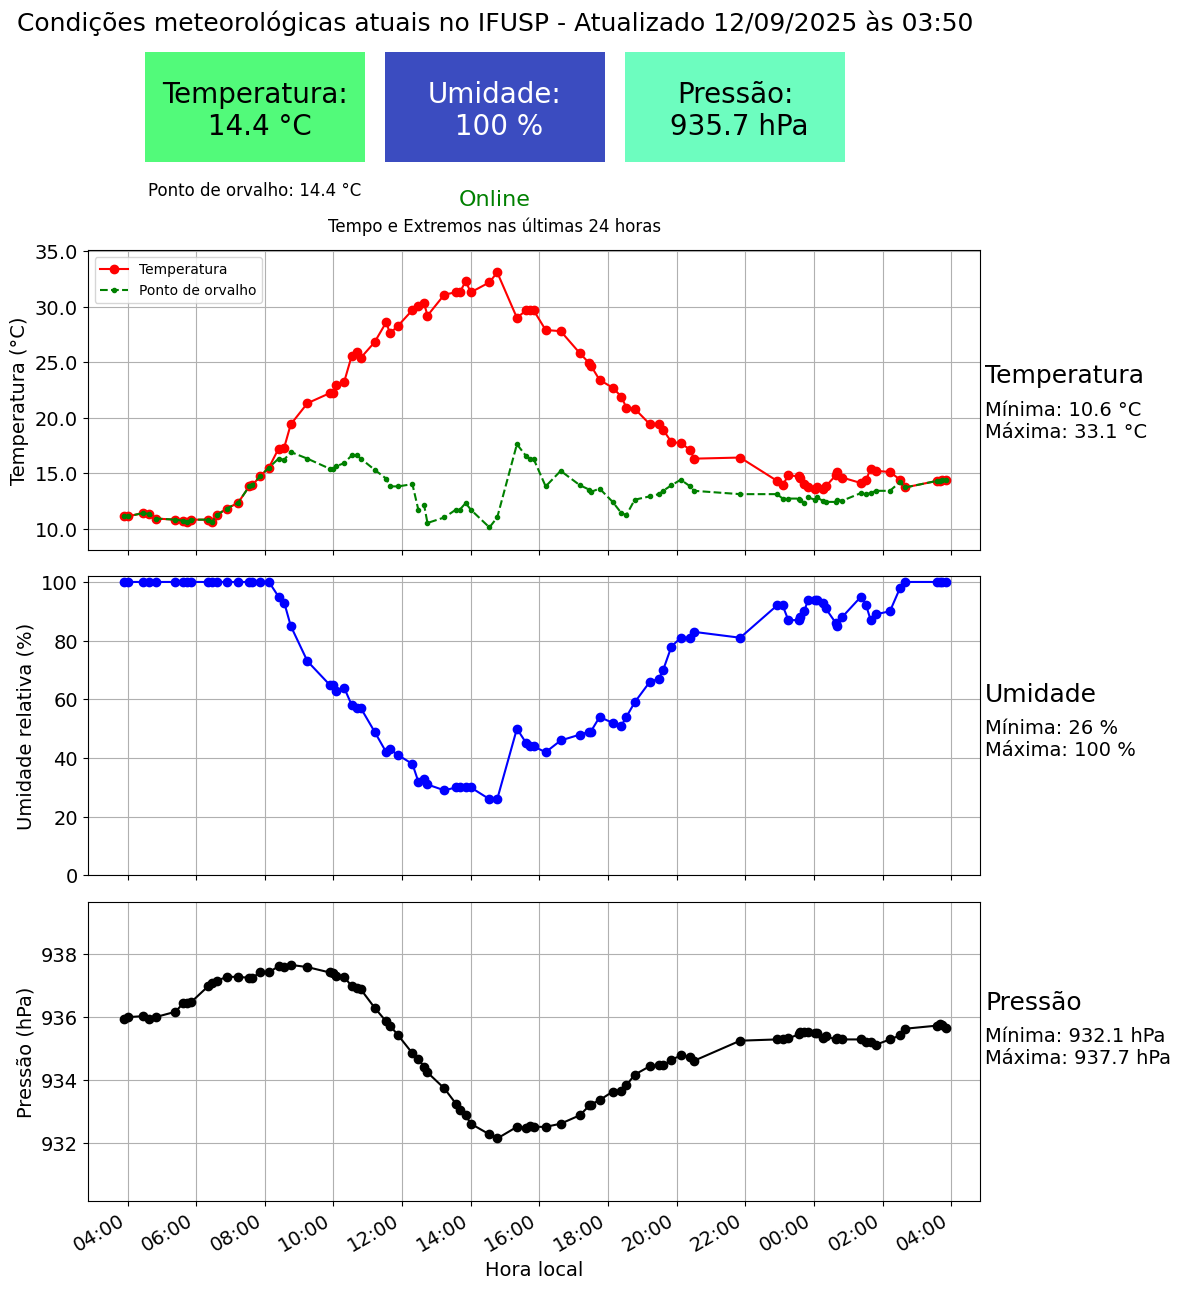 Condições meteorológicas atuais no IFUSP - Atualizado 12/09/2025 às 03:50
Temperatura:
14.4 °C
Umidade:
100 %
Pressão:
935.7 hPa
Ponto de orvalho: 14.4 °C
Online
Tempo e Extremos nas últimas 24 horas
Temperatura (°C)
35.0
30.0
25.0
20.0
15.0
10.0
Temperatura
Ponto de orvalho
Temperatura
Mínima: 10.6 °C
Máxima: 33.1 °C
Umidade relativa (%)
100
80
60
40
20
0
Umidade
Mínima: 26 %
Máxima: 100 %
Pressão (hPa)
938
936
934
932
Pressão
Mínima: 932.1 hPa
Máxima: 937.7 hPa
04:00
06:00
08:00
10:00
12:00
14:00
16:00
18:00
20:00
22:00
00:00
02:00
04:00
Hora local